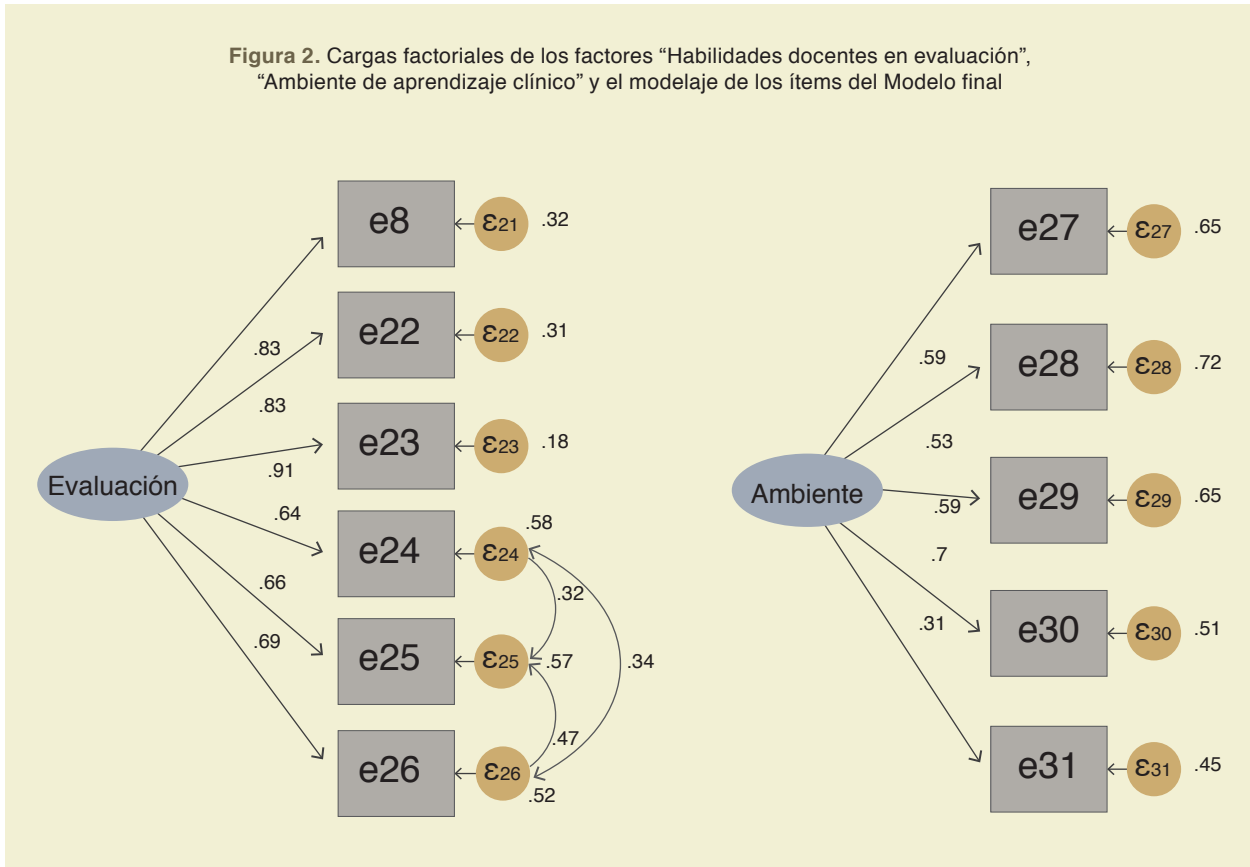 Figura 2. Cargas factoriales de los factores “Habilidades docentes en evaluación”,
“Ambiente de aprendizaje clínico” y el modelaje de los ítems del Modelo final
Evaluación
.83
.83
.91
.64
.66
.69
e8
ε21
.32
e22
ε22
.31
e23
ε23
.18
e24
ε24
.58
.32
e25
ε25
.57
.34
.47
e26
ε26
.52
Ambiente
.59
.53
.59
.7
.31
e27
ε27
.65
e28
ε28
.72
e29
ε29
.65
e30
ε30
.51
e31
ε31
.45